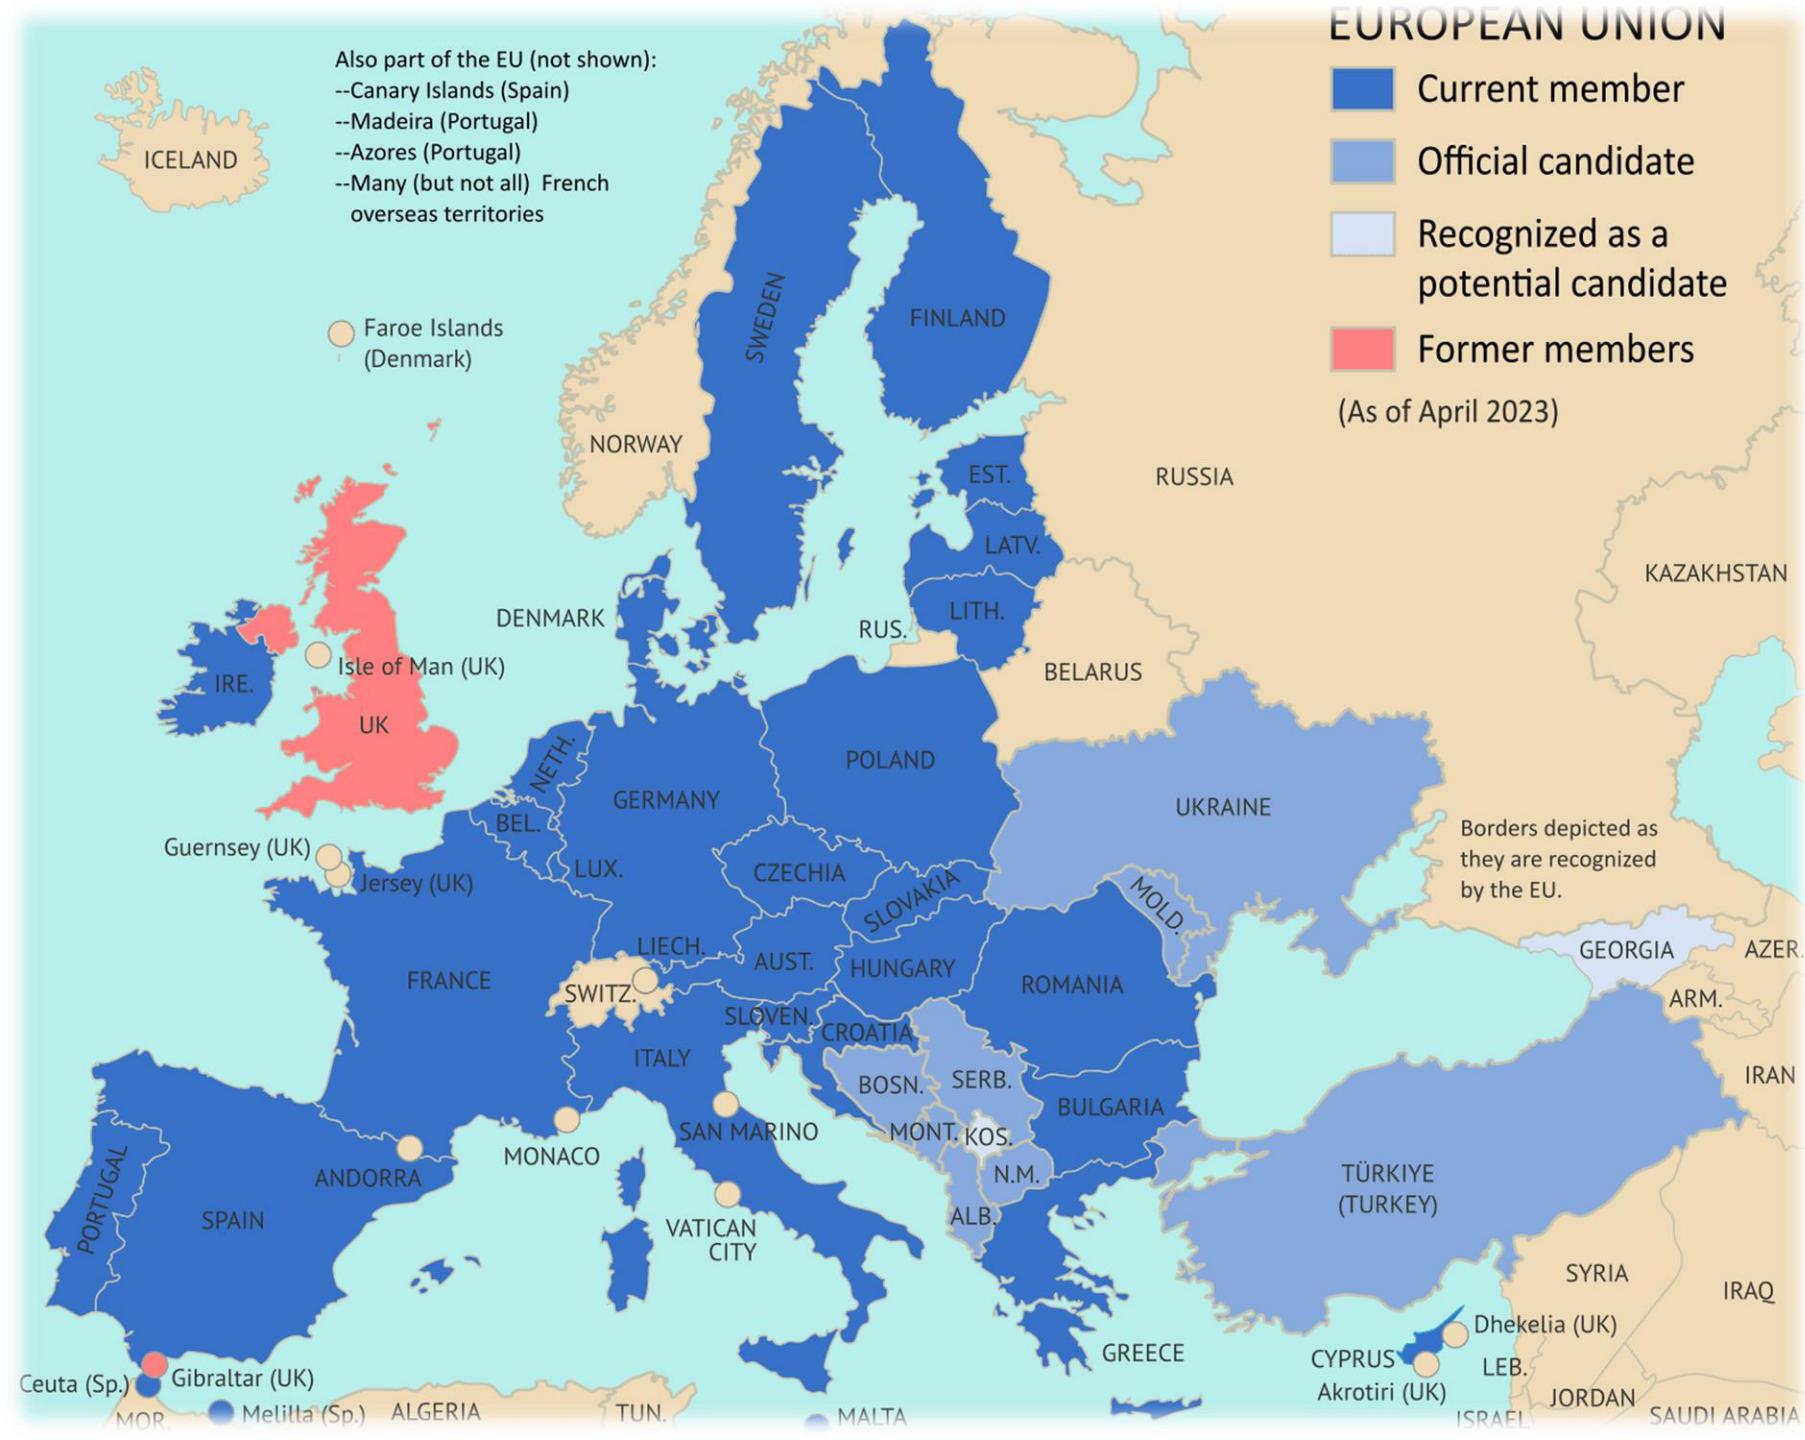 EUROPEAN UNION
Current member
Official candidate
Recognized as a
potential candidate
Former members
(As of April 2023)
Also part of the EU (not shown):
--Canary Islands (Spain)
--Madeira (Portugal)
--Azores (Portugal)
--Many (but not all) French
overseas territories
ICELAND
Faroe Islands
(Denmark)
SWEDEN
FINLAND
NORWAY
RUSSIA
EST.
LATV.
LITH.
KAZAKHSTAN
DENMARK
RUS.
BELARUS
Isle of Man (UK)
IRE.
UK
NETH.
POLAND
GERMANY
UKRAINE
BEL.
Borders depicted as
they are recognized
by the EU.
Guernsey (UK)
Jersey (UK)
LUX.
CZECHIA
SLOVAKIA
MOLD.
LIECH.
AUST.
HUNGARY
FRANCE
SWITZ.
ROMANIA
GEORGIA
AZER.
ARM.
SLOVEN.
CROATIA
ITALY
BOSN.
SERB.
IRAN
BULGARIA
SAN MARINO
MONT.
KOS.
MONACO
ANDORRA
N.M.
TÜRKIYE
(TURKEY)
PORTUGAL
SPAIN
VATICAN
CITY
ALB.
SYRIA
IRAQ
Dhekelia (UK)
GREECE
CYPRUS
LEB.
Akrotiri (UK)
Ceuta (Sp.)
Gibraltar (UK)
JORDAN
MOR.
Melilla (Sp.)
ALGERIA
TUN.
MALTA
ISRAEL
SAUDI ARABIA